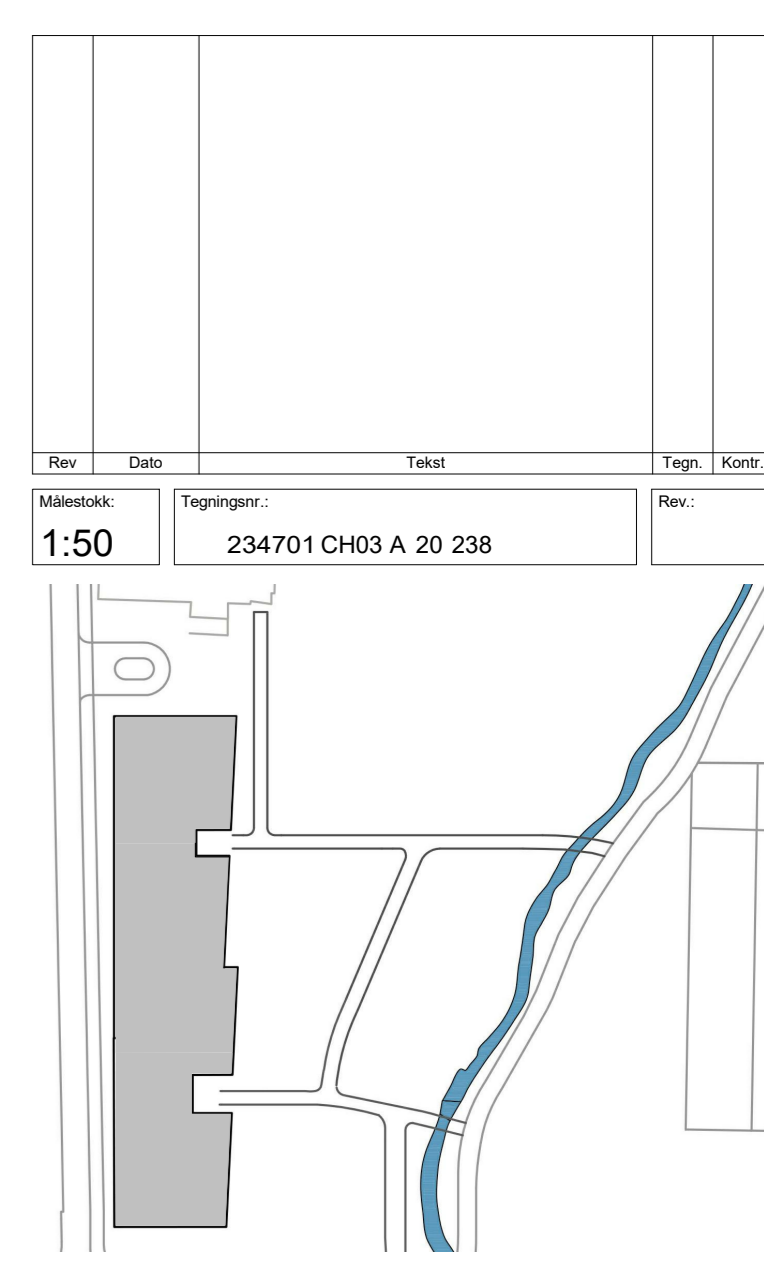 Rev Dato Tekst Tegn. Kontr.
Målestokk: Tegningsnr.: Rev.:
1:50 234701 CH03 A 20 238